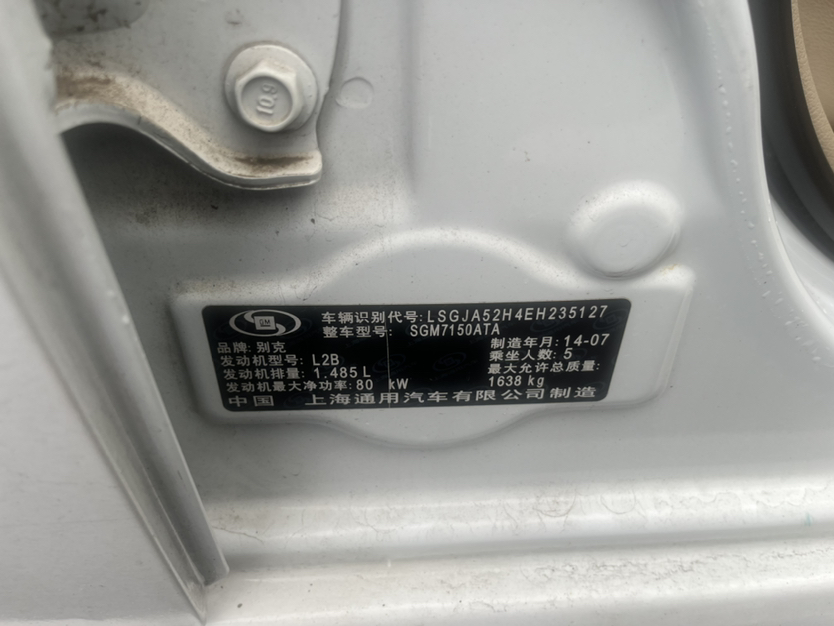 10.9
GM
车辆识别代号: LSGJA52H4EH235127
整车型号: SGM7150ATA
品牌: 别克
制造年月: 14-07
发动机型号: L2B
乘坐人数: 5
发动机排量: 1.485 L
最大允许总质量:
发动机最大净功率: 80 kW
1638 kg
中国 上海通用汽车有限公司制造